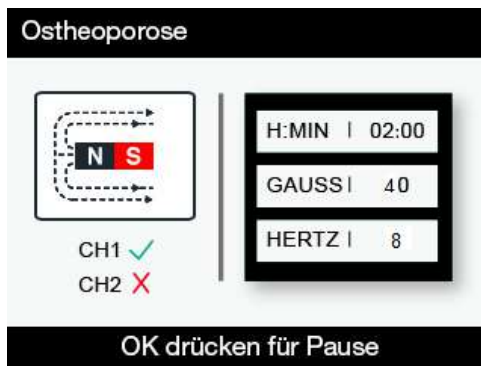 Ostheoporose
N S
CH1
CH2
H:MIN | 02:00
GAUSS | 40
HERTZ | 8
OK drücken für Pause